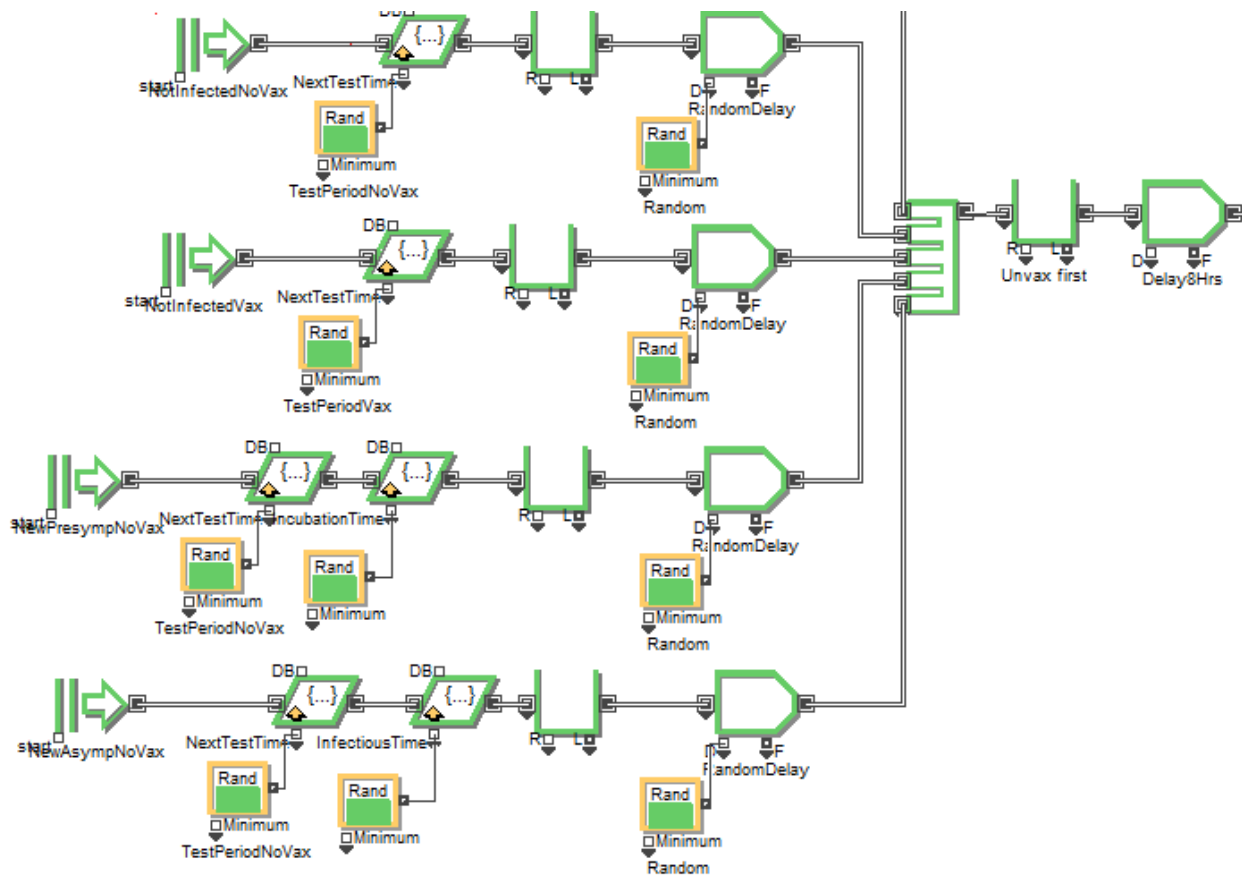 DB
{...}
start
NotInfectedNoVax
NextTestTime
R
L
D
F
RandomDelay
Rand
Minimum
TestPeriodNoVax
Rand
Minimum
Random
DB
{...}
start
NotInfectedVax
NextTestTime
R
L
D
F
RandomDelay
Rand
Minimum
TestPeriodVax
Rand
Minimum
Random
R
L
Unvax first
D
F
Delay8Hrs
DB
{...}
DB
{...}
start
NewPresympNoVax
NextTestTime
IncubationTime
R
L
D
F
RandomDelay
Rand
Minimum
TestPeriodNoVax
Rand
Minimum
Rand
Minimum
Random
DB
{...}
DB
{...}
start
NewAsympNoVax
NextTestTime
InfectiousTime
R
L
D
F
RandomDelay
Rand
Minimum
TestPeriodNoVax
Rand
Minimum
Rand
Minimum
Random